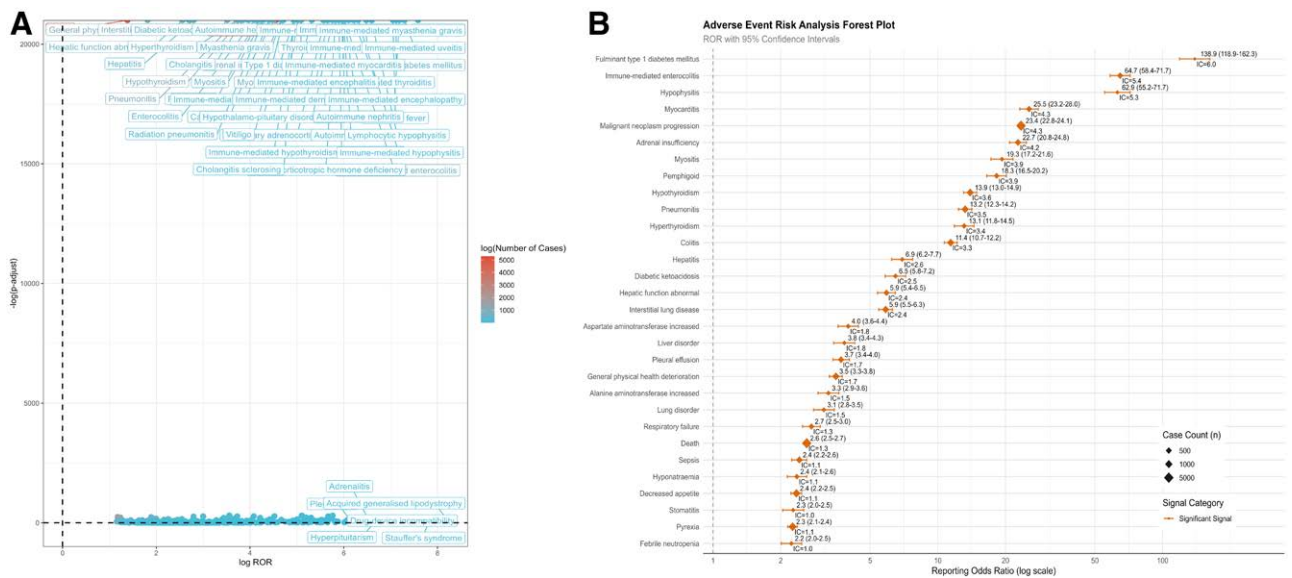 A
General phy Interstiti Diabetic ketoa Autoimmune he Immune-r Imm Immune-mediated myasthenia gravis
Hepatic function abn Hyperthyroidism Myasthenia gravis Thyroi Immune-med Immune-mediated uveitis
Hepatitis Cholangitis renal a Type 1 di Immune-mediated myocarditis abetes mellitus
Hypothyroidism Myositis Myo Immune-mediated encephalitis ed thyroiditis
Pneumonitis Immune-media Immune-mediated der Immune-mediated encephalopathy
Enterocolitis Hypothalamo-pituitary disord Autoimmune nephritis fever
Radiation pneumonitis Vitiligo ry adrenocorti Autoim Lymphocytic hypophysitis
Immune-mediated hypothyroidism Immune-mediated hypophysitis
Cholangitis sclerosing rticotropic hormone deficiency enterocolitis
Adrenalitis
Ple Acquired generalised lipodystrophy
Hyperpituitarism Stauffer's syndrome
20000
15000
10000
5000
0
-log(p-adjust)
0 2 4 6 8
log ROR
log(Number of Cases)
5000
4000
3000
2000
1000
B
Adverse Event Risk Analysis Forest Plot
ROR with 95% Confidence Intervals
Fulminant type 1 diabetes mellitus 138.9 (118.9-162.3)
IC=6.0
Immune-mediated enterocolitis 64.7 (58.4-71.7)
IC=5.4
Hypophysitis 62.9 (55.2-71.7)
IC=5.3
Myocarditis 25.5 (23.2-28.0)
IC=4.3
Malignant neoplasm progression 23.4 (22.8-24.1)
IC=4.3
Adrenal insufficiency 22.7 (20.8-24.8)
IC=4.2
Myositis 19.3 (17.2-21.6)
IC=3.9
Pemphigoid 18.3 (16.5-20.2)
IC=3.9
Hypothyroidism 13.9 (13.0-14.9)
IC=3.6
Pneumonitis 13.2 (12.3-14.2)
IC=3.5
Hyperthyroidism 13.1 (11.8-14.5)
IC=3.4
Colitis 11.4 (10.7-12.2)
IC=3.3
Hepatitis 6.9 (6.2-7.7)
IC=2.6
Diabetic ketoacidosis 6.5 (5.8-7.2)
IC=2.5
Hepatic function abnormal 5.9 (5.4-6.5)
IC=2.4
Interstitial lung disease 5.9 (5.5-6.3)
IC=2.4
Aspartate aminotransferase increased 4.0 (3.6-4.4)
IC=1.8
Liver disorder 3.8 (3.4-4.3)
IC=1.8
Pleural effusion 3.7 (3.4-4.0)
IC=1.7
General physical health deterioration 3.5 (3.3-3.8)
IC=1.7
Alanine aminotransferase increased 3.3 (2.9-3.6)
IC=1.5
Lung disorder 3.1 (2.8-3.5)
IC=1.5
Respiratory failure 2.7 (2.5-3.0)
IC=1.3
Death 2.6 (2.5-2.7)
IC=1.3
Sepsis 2.4 (2.2-2.6)
IC=1.1
Hyponatraemia 2.4 (2.1-2.6)
IC=1.1
Decreased appetite 2.4 (2.2-2.5)
IC=1.1
Stomatitis 2.3 (2.0-2.5)
IC=1.0
Pyrexia 2.3 (2.1-2.4)
IC=1.1
Febrile neutropenia 2.2 (2.0-2.5)
IC=1.0
1 2 5 10 20 50 100
Reporting Odds Ratio (log scale)
Case Count (n)
500
1000
5000
Signal Category
Significant Signal